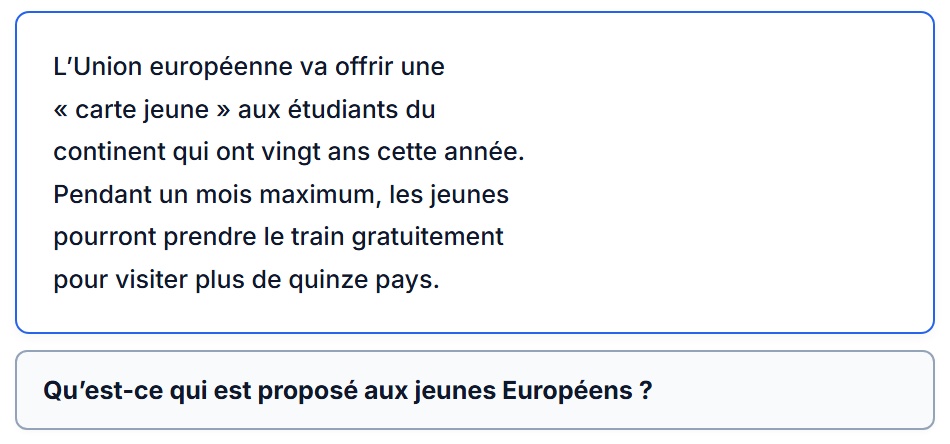 L’Union européenne va offrir une
« carte jeune » aux étudiants du
continent qui ont vingt ans cette année.
Pendant un mois maximum, les jeunes
pourront prendre le train gratuitement
pour visiter plus de quinze pays.
Qu’est-ce qui est proposé aux jeunes Européens ?